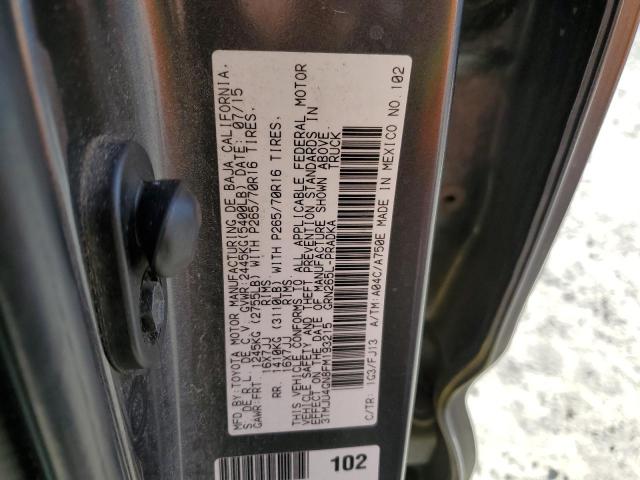 MFD.BY:TOYOTA MOTOR MANUFACTURING DE BAJA CALIFORNIA,
S. DE R.L. DE C.V. GVWR:2445KG(5400LB) DATE: 07/15
GAWR:FRT. 1245KG (2755LB) WITH P265/70R16 TIRES,
16X7JJ RIMS
RR. 1410KG (3110LB) WITH P265/70R16 TIRES,
16X7JJ RIMS
THIS VEHICLE CONFORMS TO ALL APPLICABLE FEDERAL MOTOR
VEHICLE SAFETY AND THEFT PREVENTION STANDARDS IN
EFFECT ON THE DATE OF MANUFACTURE SHOWN ABOVE.
3TMJU4GN8FM193215 GRN265L-PRADKA TRUCK
C/TR: 1G3/FJ13 A/TM:A04C/A750E MADE IN MEXICO NO.102
102